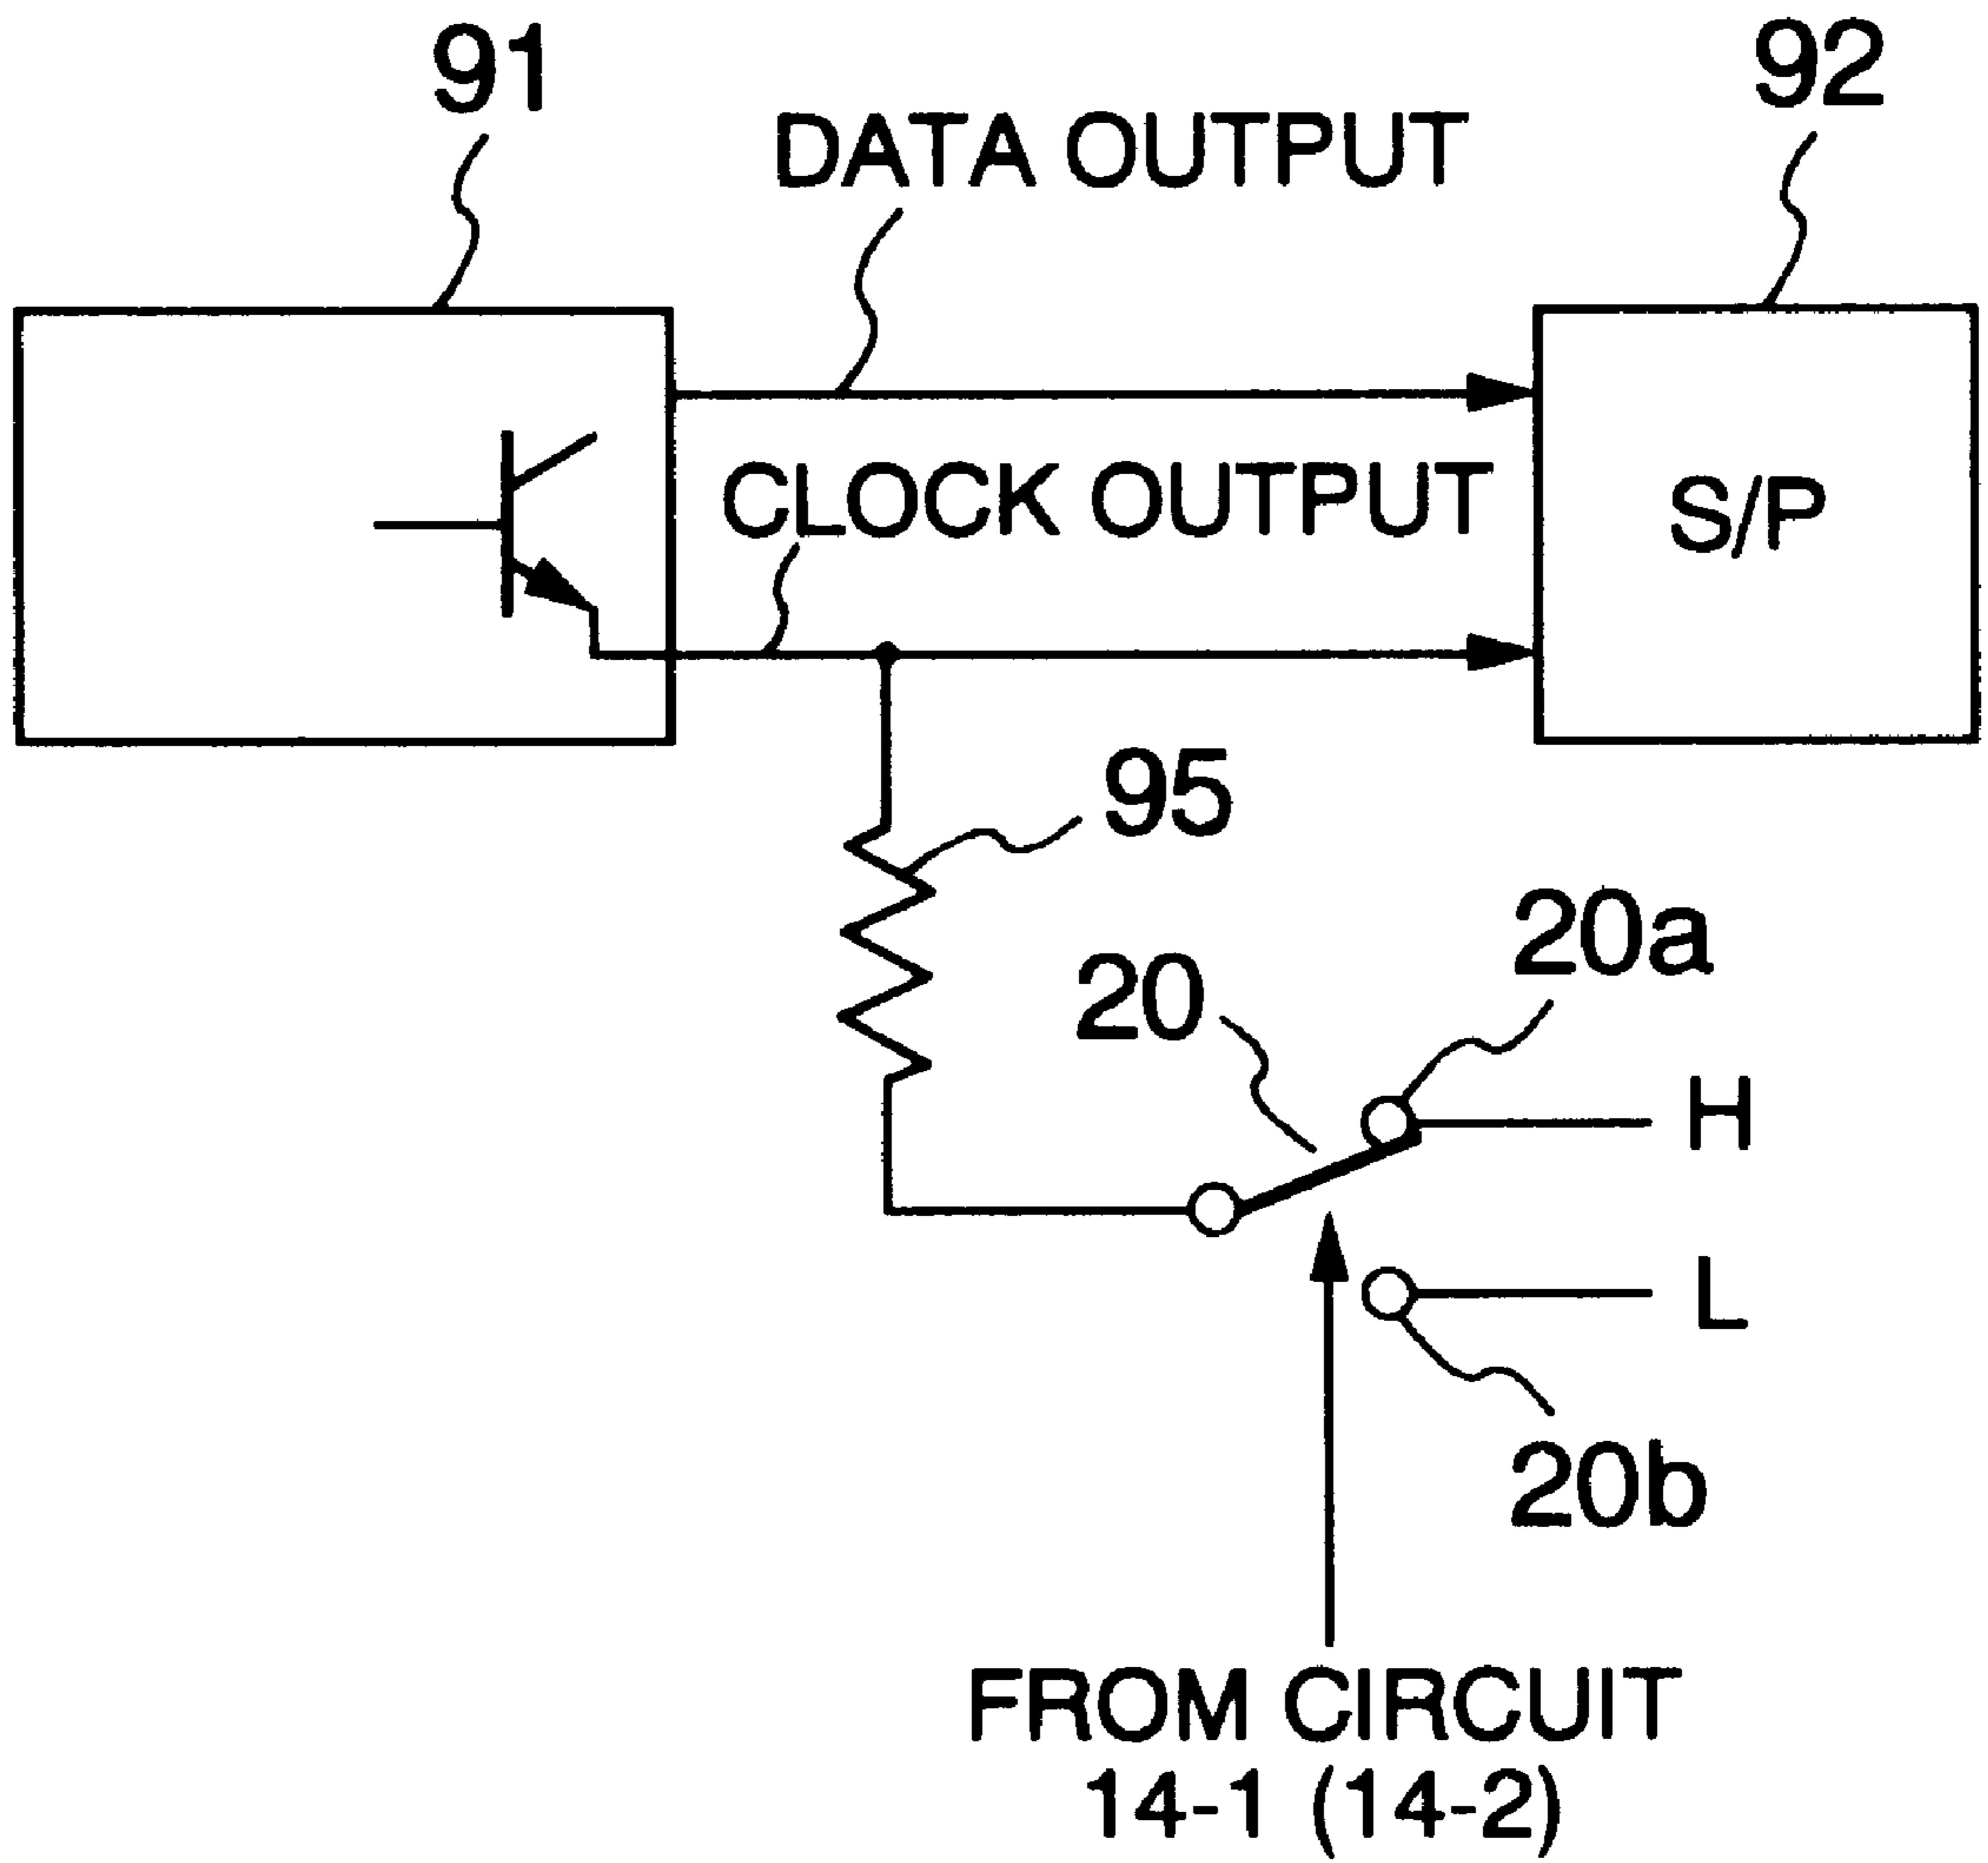 91
92
DATA OUTPUT
CLOCK OUTPUT
S/P
95
20a
20
H
L
20b
FROM CIRCUIT
14-1 (14-2)